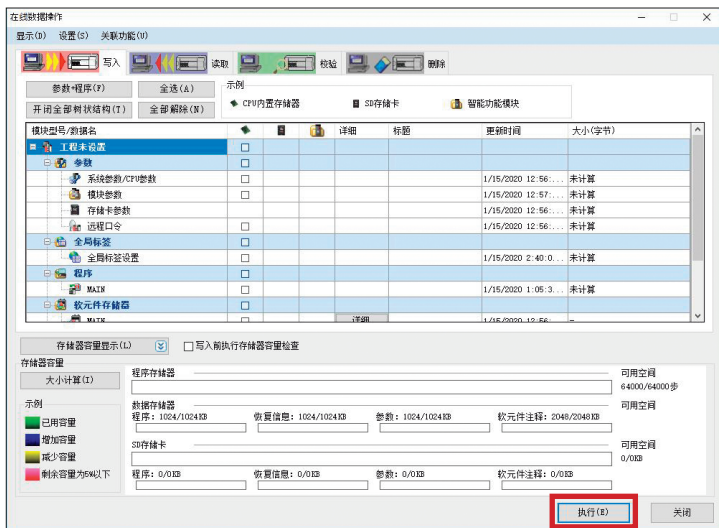 在线数据操作
显示(D) 设置(S) 关联功能(U)
写入 读取 校验 删除
参数+程序(F) 全选(A) 示例
开闭全部树状结构(T) 全部解除(N) CPU内置存储器 SD存储卡 智能功能模块
模块型号/数据名 详细 标题 更新时间 大小(字节)
工程未设置
参数
系统参数/CPU参数 1/15/2020 12:56:... 未计算
模块参数 1/15/2020 12:57:... 未计算
存储卡参数 1/15/2020 12:56:... 未计算
远程口令 1/15/2020 12:56:... 未计算
全局标签
全局标签设置 1/15/2020 2:40:0... 未计算
程序
MAIN 1/15/2020 1:05:3... 未计算
软元件存储器
MAIN 详细 1/15/2020 12:56:... -
存储器容量显示(L) 写入前执行存储器容量检查
存储器容量
大小计算(I) 程序存储器 可用空间
64000/64000步
示例 数据存储器 可用空间
已用容量 程序: 1024/1024KB 恢复信息: 1024/1024KB 参数: 1024/1024KB 软元件注释: 2048/2048KB
增加容量 SD存储卡 可用空间
减少容量 0/0KB
剩余容量为5%以下 程序: 0/0KB 恢复信息: 0/0KB 参数: 0/0KB 软元件注释: 0/0KB
执行(E) 关闭